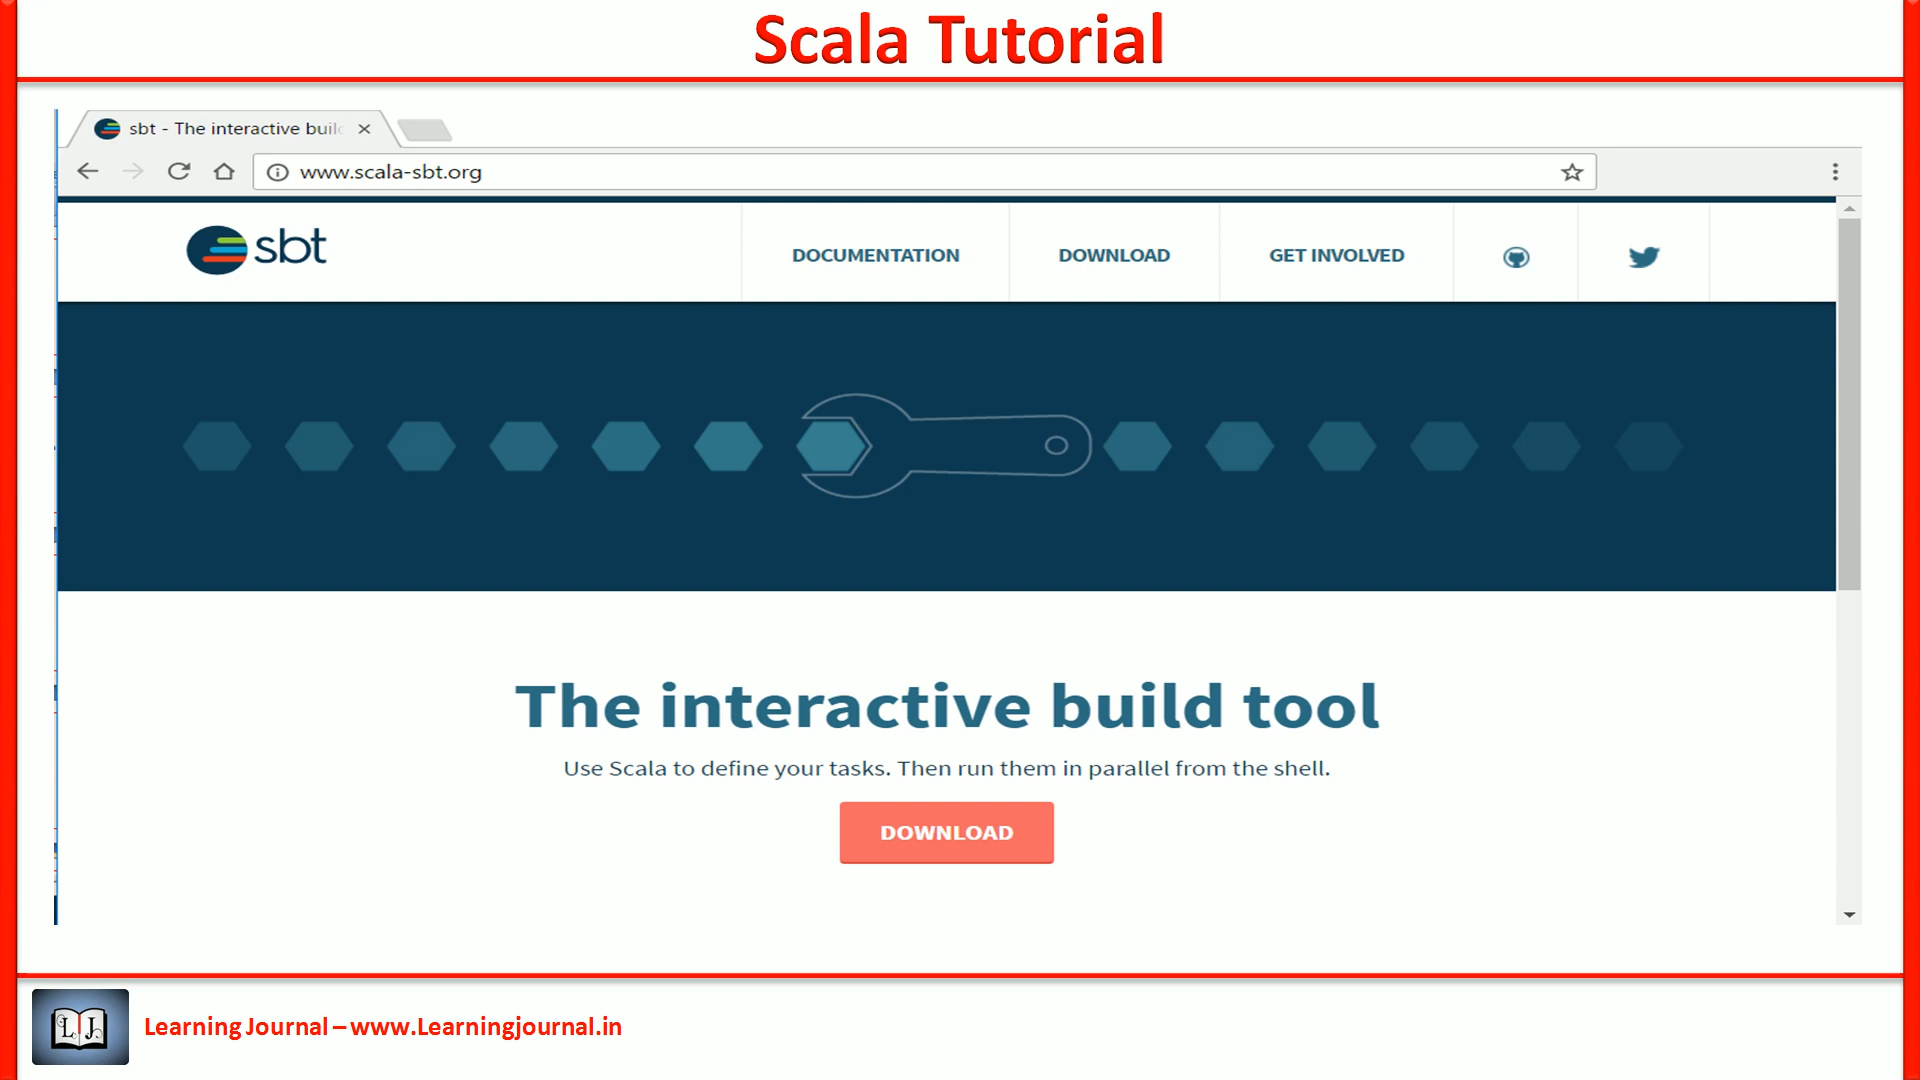 Scala Tutorial
sbt - The interactive buil
www.scala-sbt.org
sbt
DOCUMENTATION
DOWNLOAD
GET INVOLVED
The interactive build tool
Use Scala to define your tasks. Then run them in parallel from the shell.
DOWNLOAD
L J
Learning Journal – www.Learningjournal.in